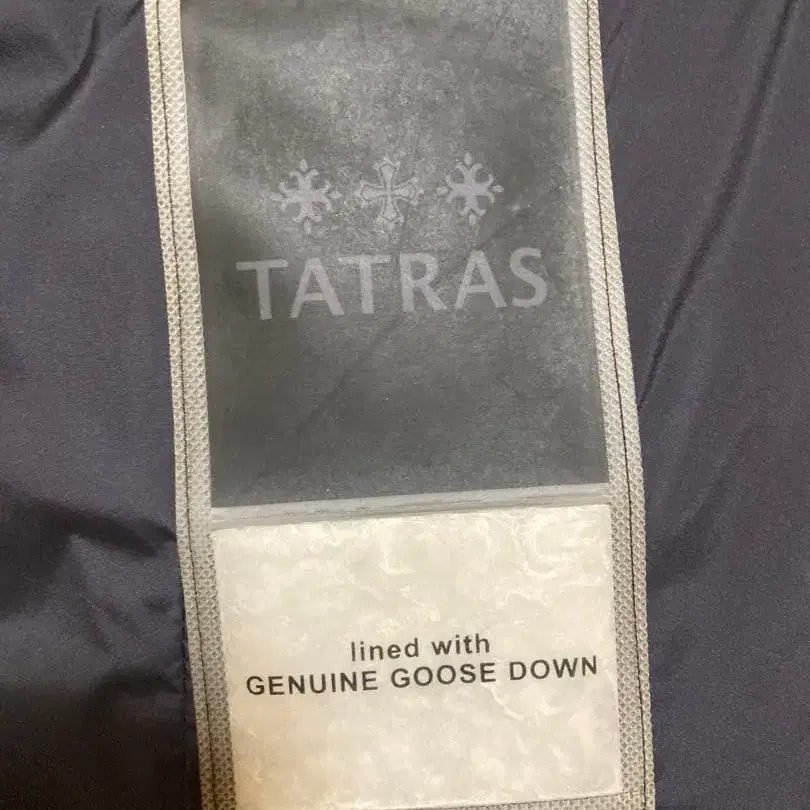 TATRAS
lined with
GENUINE GOOSE DOWN